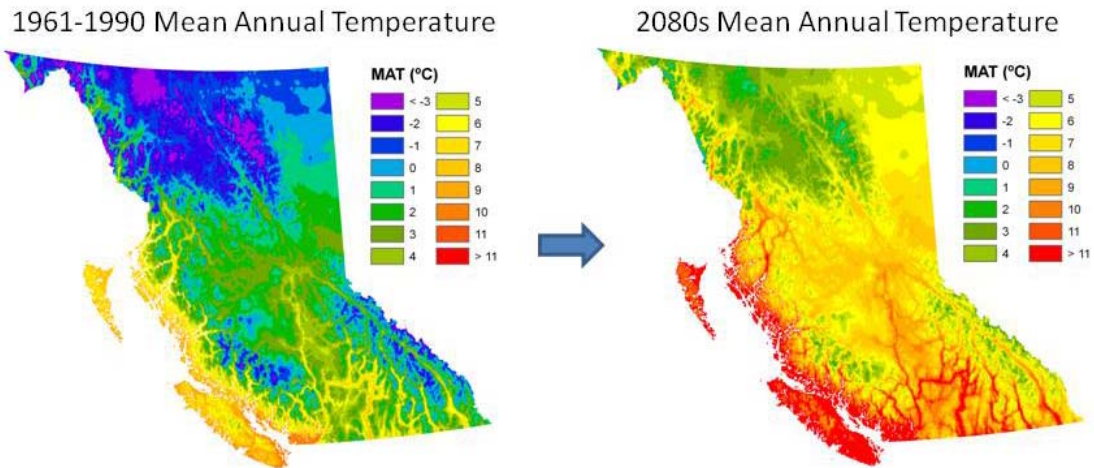 1961-1990 Mean Annual Temperature
MAT (ºC)
< -3 5
-2 6
-1 7
0 8
1 9
2 10
3 11
4 > 11
2080s Mean Annual Temperature
MAT (ºC)
< -3 5
-2 6
-1 7
0 8
1 9
2 10
3 11
4 > 11